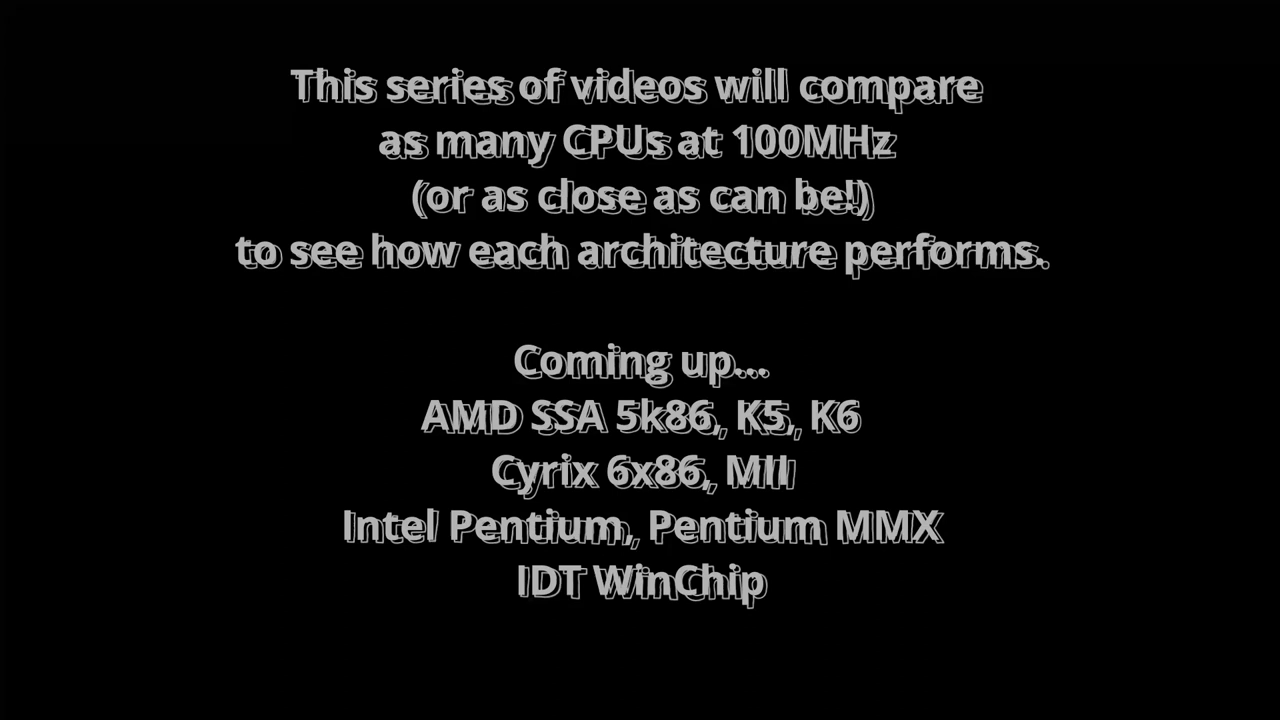 This series of videos will compare
as many CPUs at 100MHz
(or as close as can be!)
to see how each architecture performs.
Coming up...
AMD SSA 5k86, K5, K6
Cyrix 6x86, MII
Intel Pentium, Pentium MMX
IDT WinChip